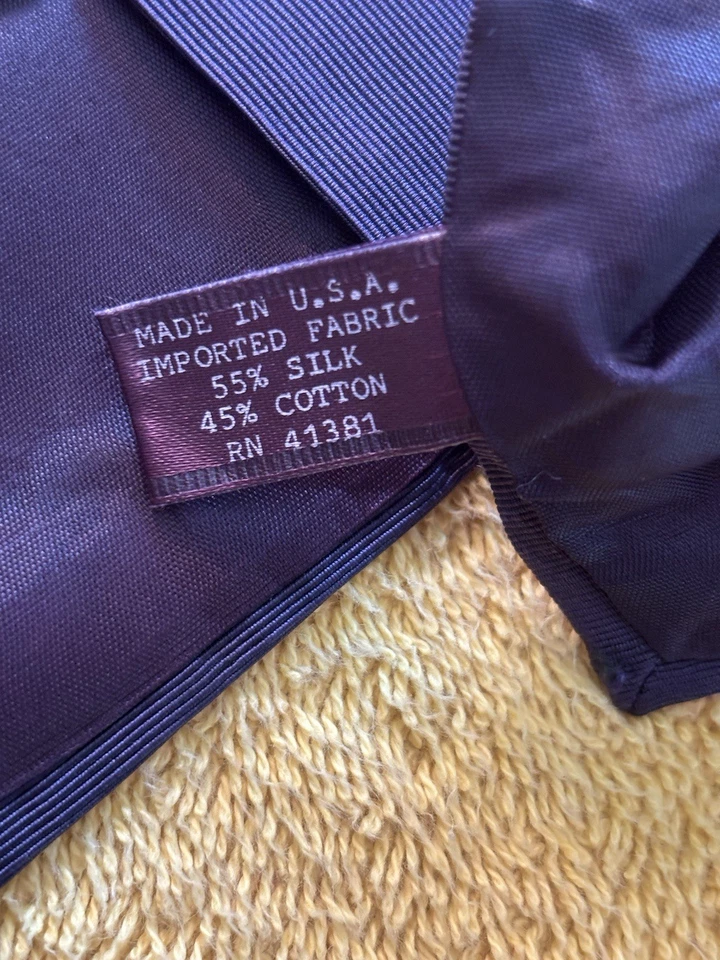 MADE IN U.S.A.
IMPORTED FABRIC
55% SILK
45% COTTON
RN 41381